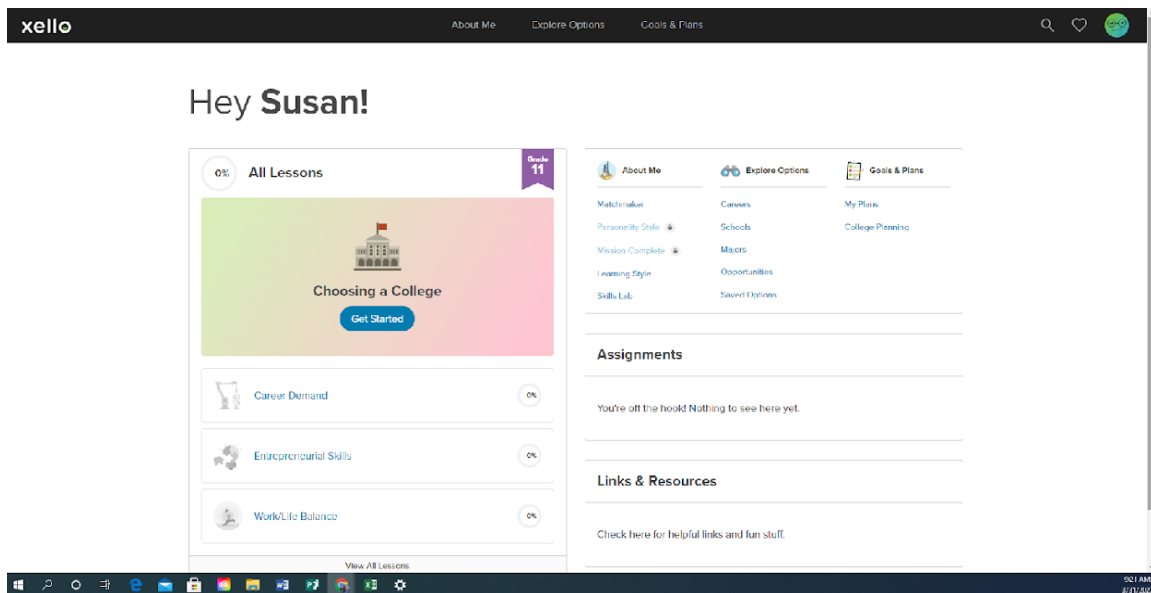 xello
About Me Explore Options Goals & Plans
Hey Susan!
0% All Lessons Grade 11
Choosing a College
Get Started
Career Demand 0%
Entrepreneurial Skills 0%
Work/Life Balance 0%
View All Lessons
About Me Explore Options Goals & Plans
Matchmaker Careers My Plans
Personality Style Schools College Planning
Mission Complete Majors
Learning Style Opportunities
Skills Lab Saved Options
Assignments
You're off the hook! Nothing to see here yet.
Links & Resources
Check here for helpful links and fun stuff.
9:21 AM